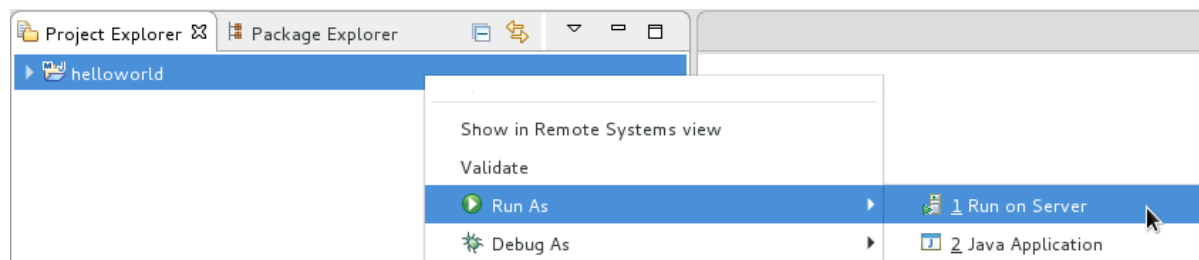 Project Explorer Package Explorer
helloworld
Show in Remote Systems view
Validate
Run As 1 Run on Server
Debug As 2 Java Application